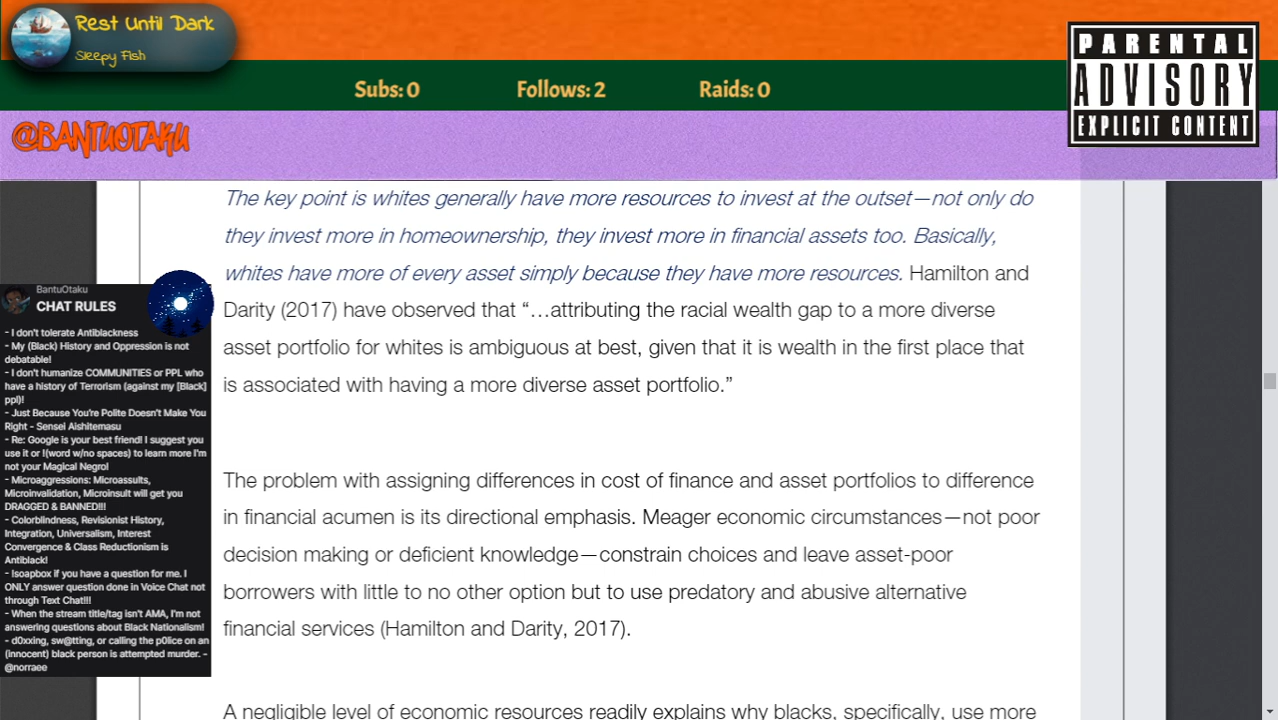 Rest Until Dark
Sleepy Fish
Subs: 0
Follows: 2
Raids: 0
PARENTAL
ADVISORY
EXPLICIT CONTENT
@BANTUOTAKU
The key point is whites generally have more resources to invest at the outset—not only do
they invest more in homeownership, they invest more in financial assets too. Basically,
whites have more of every asset simply because they have more resources. Hamilton and
Darity (2017) have observed that “…attributing the racial wealth gap to a more diverse
asset portfolio for whites is ambiguous at best, given that it is wealth in the first place that
is associated with having a more diverse asset portfolio.”
The problem with assigning differences in cost of finance and asset portfolios to difference
in financial acumen is its directional emphasis. Meager economic circumstances—not poor
decision making or deficient knowledge—constrain choices and leave asset-poor
borrowers with little to no other option but to use predatory and abusive alternative
financial services (Hamilton and Darity, 2017).
A negligible level of economic resources readily explains why blacks, specifically, use more
BantuOtaku
CHAT RULES
- I don't tolerate Antiblackness
- My (Black) History and Oppression is not
debatable!
- I don't humanize COMMUNITIES or PPL who
have a history of Terrorism (against my [Black]
ppl)!
- Just Because You're Polite Doesn't Make You
Right - Sensei Aishitemasu
- Re: Google is your best friend! I suggest you
use it or !(word w/no spaces) to learn more I'm
not your Magical Negro!
- Microaggressions: Microassults,
Microinvalidation, Microinsult will get you
DRAGGED & BANNED!!!
- Colorblindness, Revisionist History,
Integration, Universalism, Interest
Convergence & Class Reductionism is
Antiblack!
- !soapbox if you have a question for me. I
ONLY answer question done in Voice Chat not
through Text Chat!!!
- When the stream title/tag isn't AMA, I'm not
answering questions about Black Nationalism!
- d0xxing, sw@tting, or calling the p0lice on an
(innocent) black person is attempted murder. -
@norraee